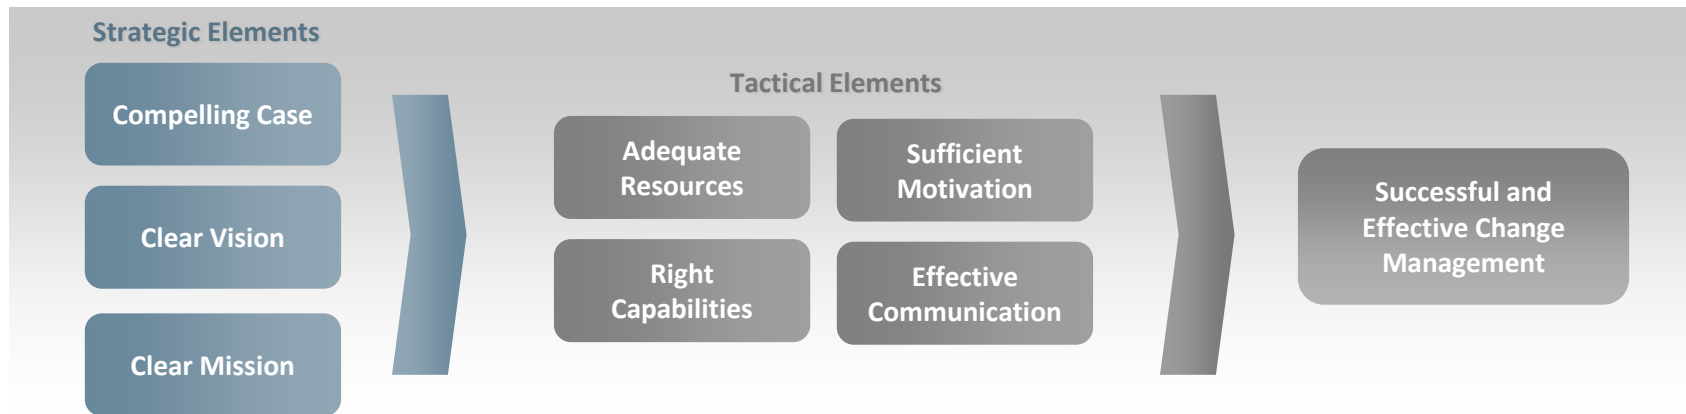 Strategic Elements
Compelling Case
Clear Vision
Clear Mission
Tactical Elements
Adequate
Resources
Sufficient
Motivation
Right
Capabilities
Effective
Communication
Successful and
Effective Change
Management